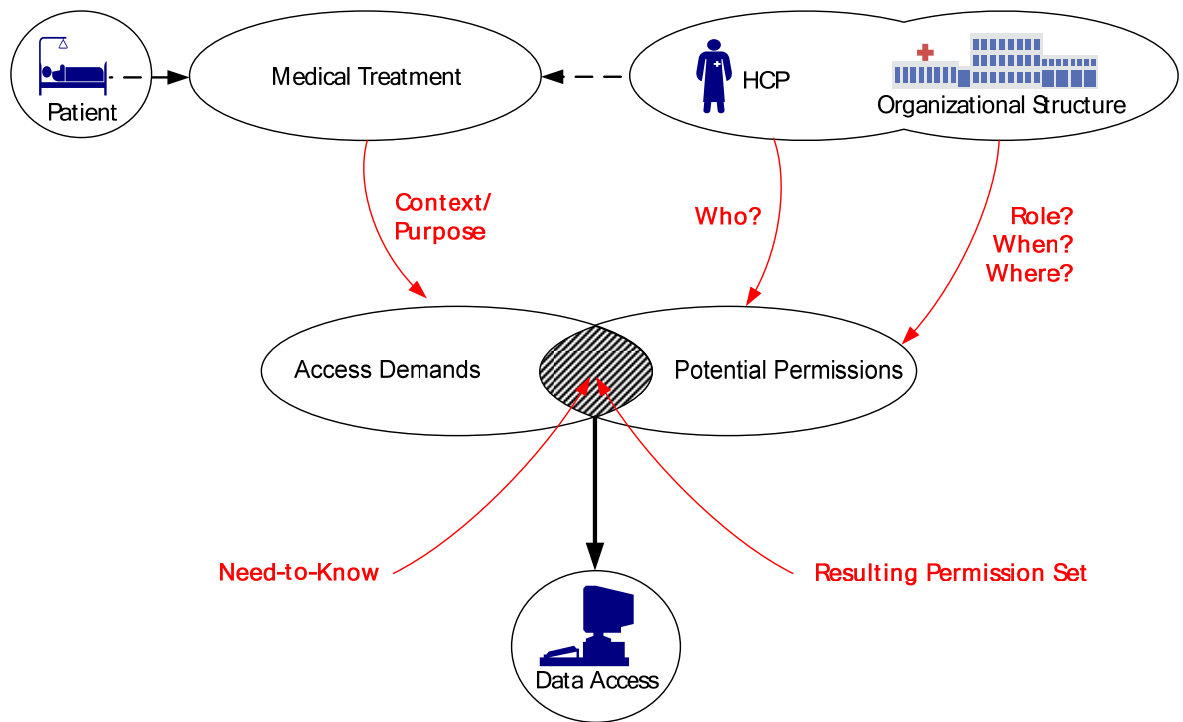 Patient
Medical Treatment
HCP
Organizational Structure
Context/
Purpose
Who?
Role?
When?
Where?
Access Demands
Potential Permissions
Need-to-Know
Resulting Permission Set
Data Access